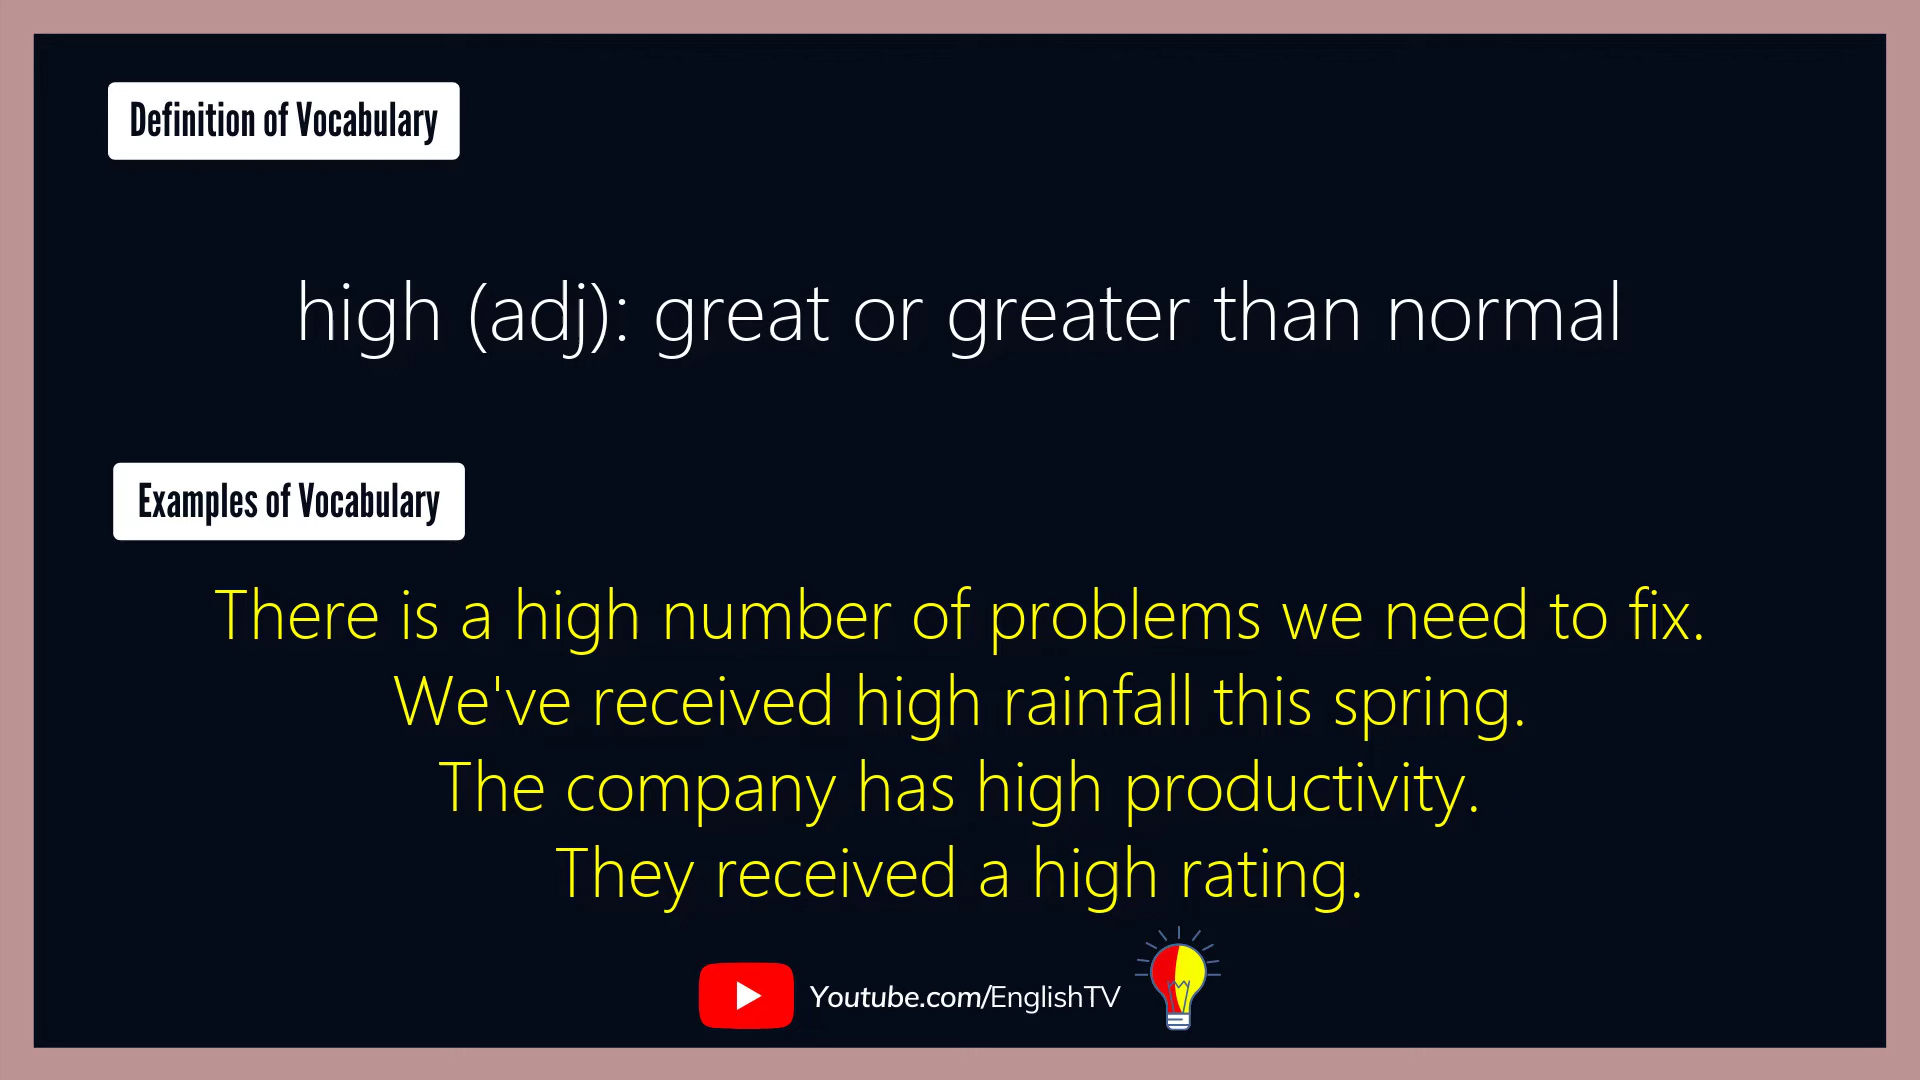 Definition of Vocabulary
high (adj): great or greater than normal
Examples of Vocabulary
There is a high number of problems we need to fix.
We've received high rainfall this spring.
The company has high productivity.
They received a high rating.
Youtube.com/EnglishTV